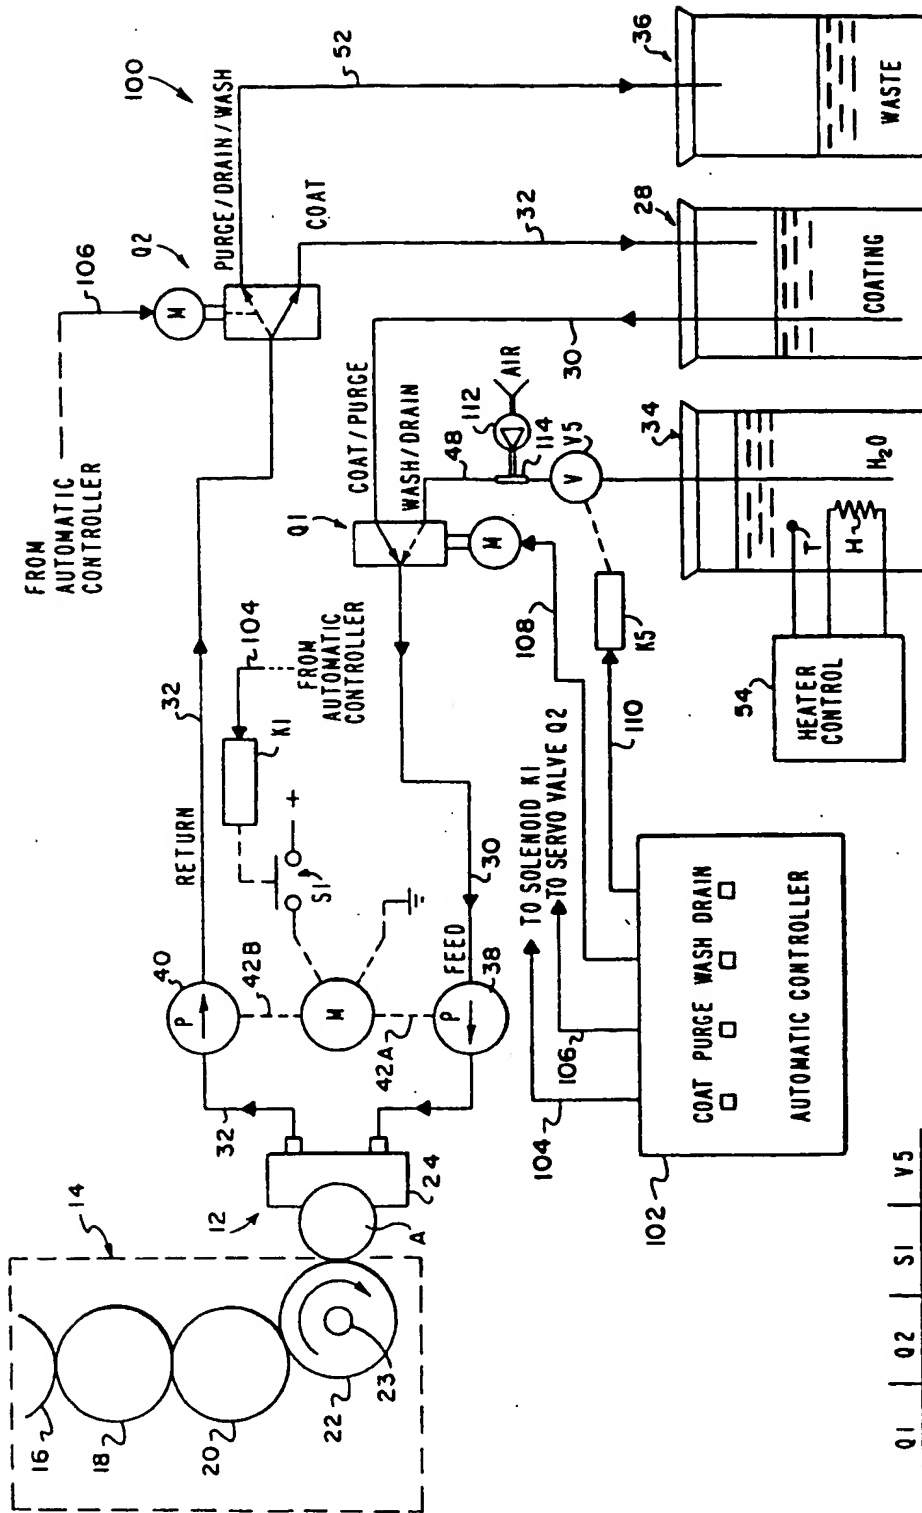 FROM
AUTOMATIC
CONTROLLER
106
Q2
100
M
PURGE/DRAIN/WASH
52
COAT
32
36
WASTE
28
COATING
30
COAT/PURGE
WASH/DRAIN
Q1
M
48
112
AIR
114
V5
V
34
H₂O
T
H
54
HEATER
CONTROL
K5
108
110
32
RETURN
104
K1
FROM
AUTOMATIC
CONTROLLER
S1
+
40
P
42B
M
42A
P
38
FEED
30
32
12
24
A
14
16
18
20
22
23
TO SOLENOID K1
TO SERVO VALVE Q2
104
106
COAT PURGE WASH DRAIN
AUTOMATIC CONTROLLER
102
Q1 | Q2 | S1 | V5